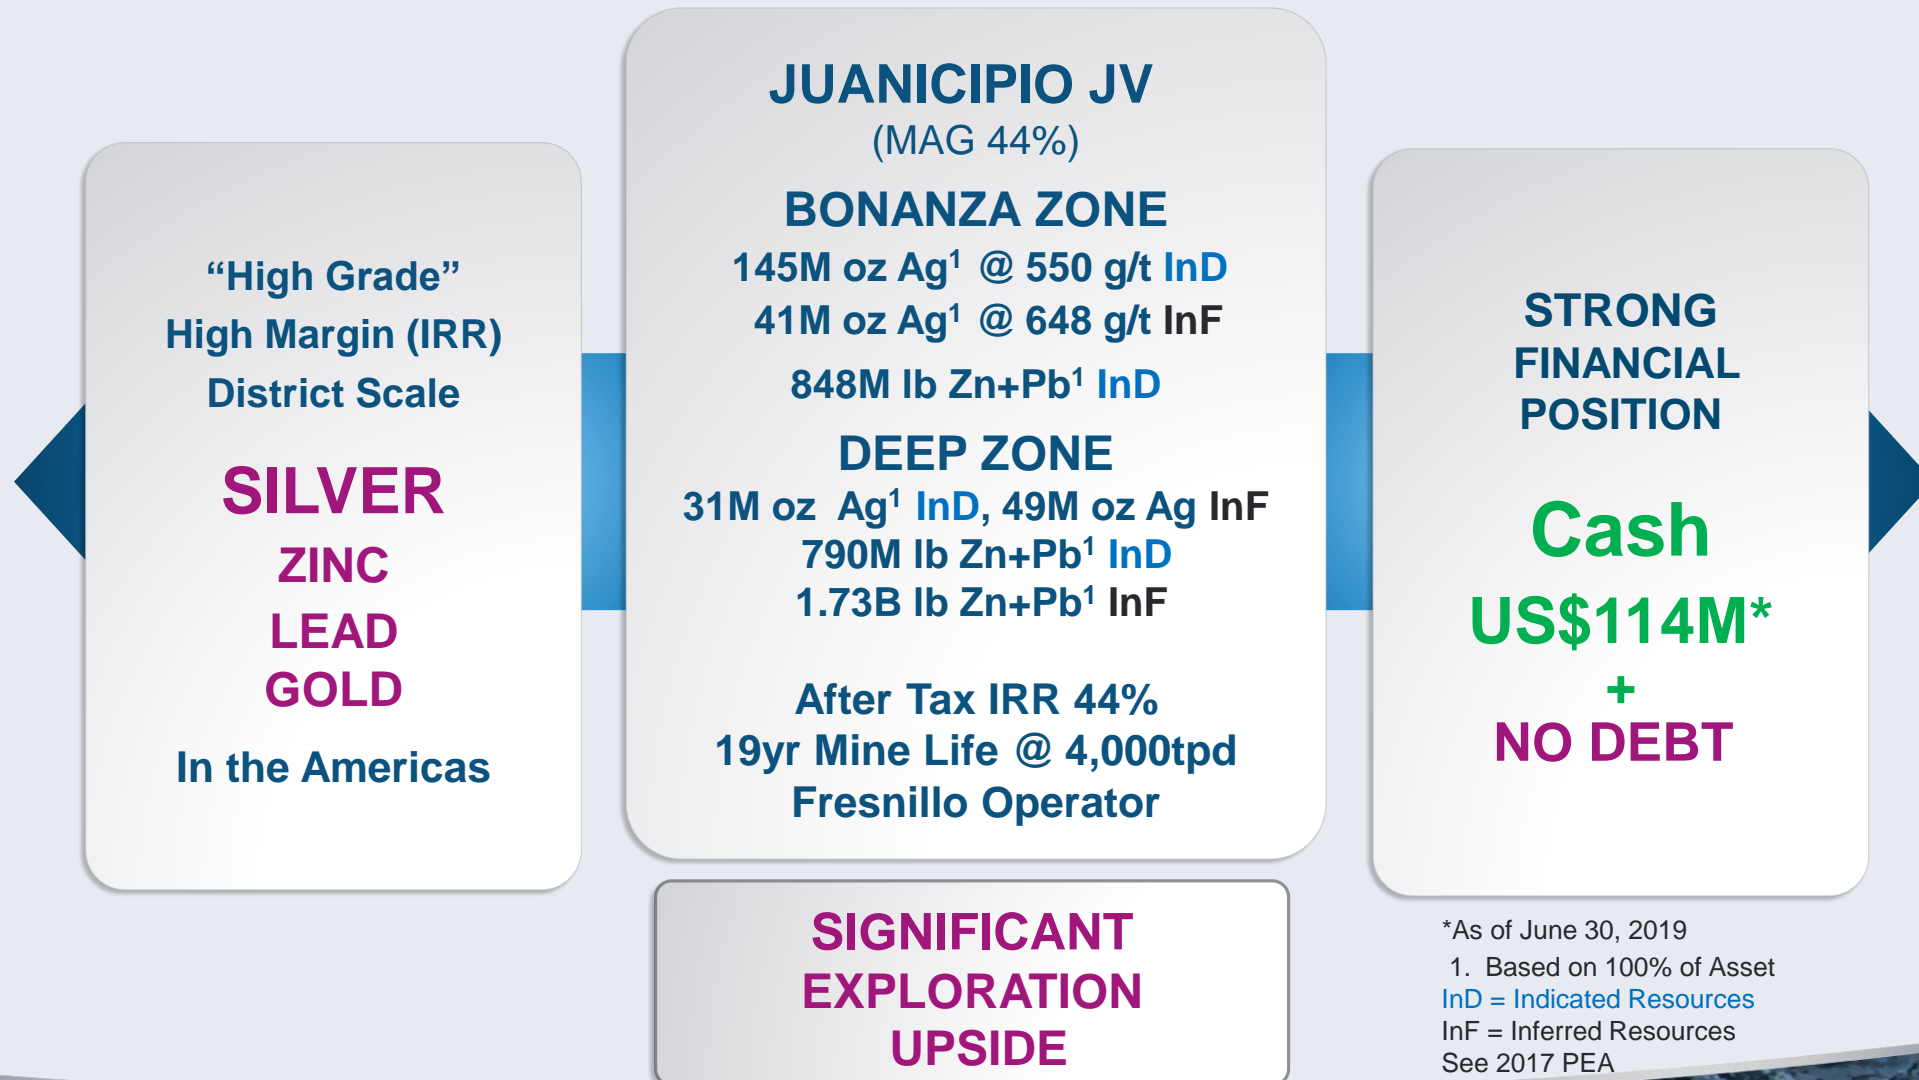 “High Grade”
High Margin (IRR)
District Scale
SILVER
ZINC
LEAD
GOLD
In the Americas
JUANICIPIO JV
(MAG 44%)
BONANZA ZONE
145M oz Ag¹ @ 550 g/t InD
41M oz Ag¹ @ 648 g/t InF
848M lb Zn+Pb¹ InD
DEEP ZONE
31M oz Ag¹ InD, 49M oz Ag InF
790M lb Zn+Pb¹ InD
1.73B lb Zn+Pb¹ InF
After Tax IRR 44%
19yr Mine Life @ 4,000tpd
Fresnillo Operator
SIGNIFICANT
EXPLORATION
UPSIDE
STRONG
FINANCIAL
POSITION
Cash
US$114M*
+
NO DEBT
*As of June 30, 2019
1. Based on 100% of Asset
InD = Indicated Resources
InF = Inferred Resources
See 2017 PEA